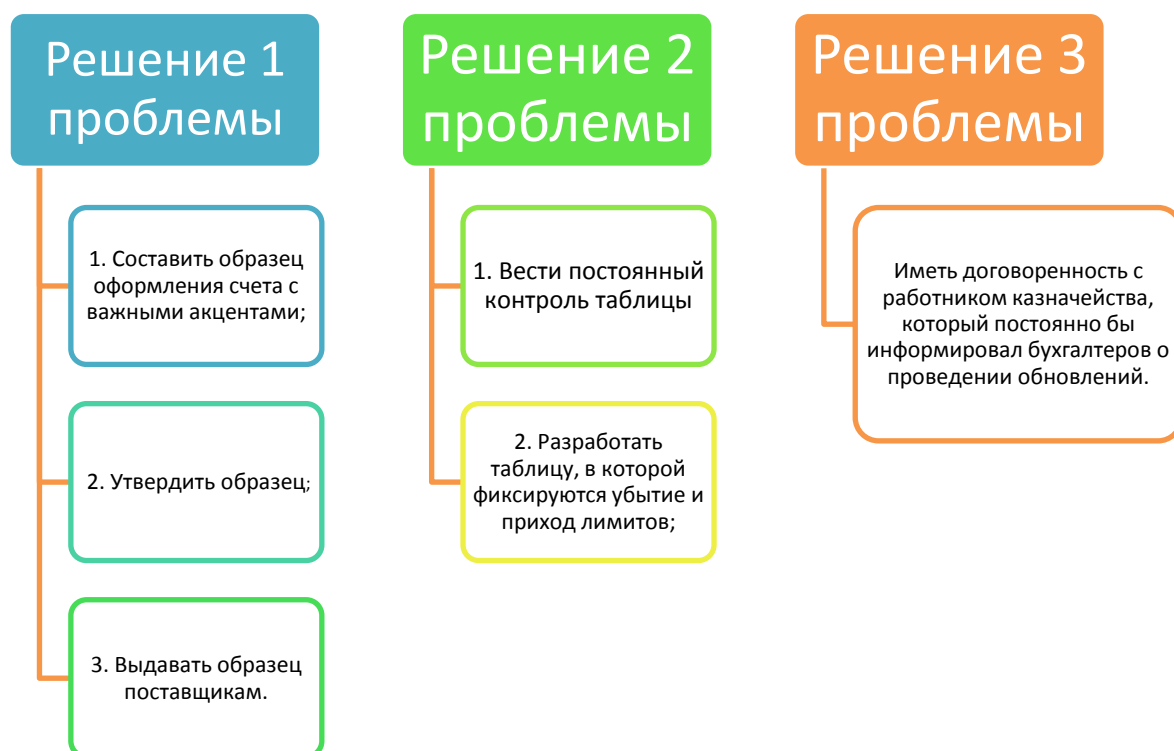 Решение 1
проблемы
1. Составить образец
оформления счета с
важными акцентами;
2. Утвердить образец;
3. Выдавать образец
поставщикам.
Решение 2
проблемы
1. Вести постоянный
контроль таблицы
2. Разработать
таблицу, в которой
фиксируются убытие и
приход лимитов;
Решение 3
проблемы
Иметь договоренность с
работником казначейства,
который постоянно бы
информировал бухгалтеров о
проведении обновлений.